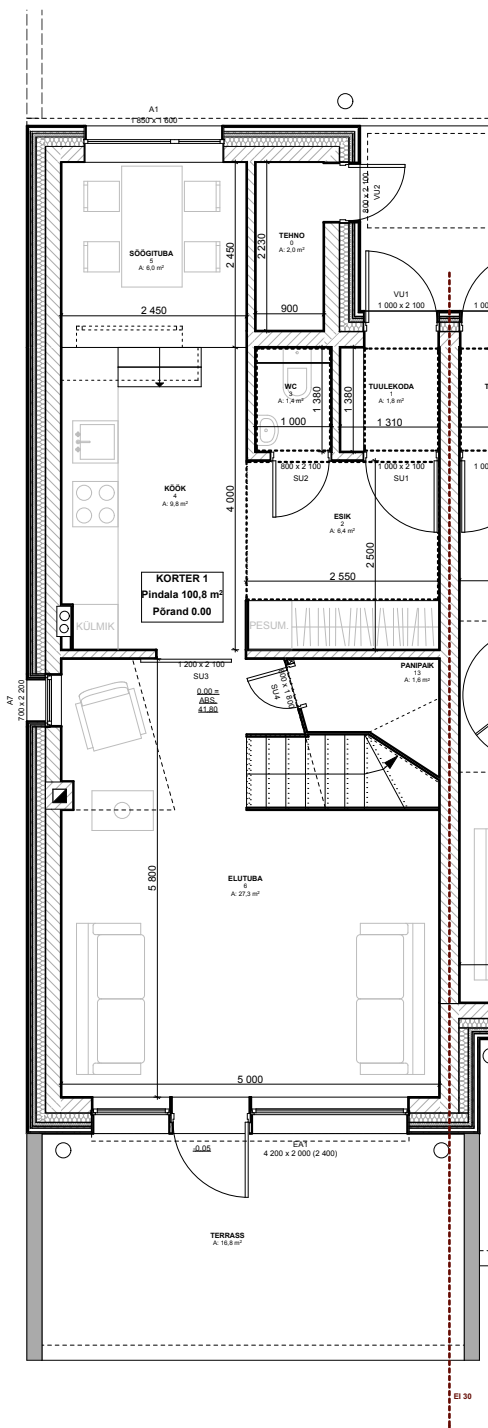 A1
1 850 x 1 600
SÖÖGITUBA
5
A: 6,0 m²
2 450
2 450
TEHNO
0
A: 2,0 m²
2 230
900
800 x 2 100
VU2
VU1
1 000 x 2 100
1 00
WC
3
A: 1,4 m²
1 380
1 000
TUULEKODA
1
A: 1,8 m²
1 380
1 310
T
800 x 2 100
SU2
1 000 x 2 100
SU1
1 00
KÖÖK
4
A: 9,8 m²
4 000
ESIK
2
A: 6,4 m²
2 500
2 550
KORTER 1
Pindala 100,8 m²
Põrand 0.00
KÜLMIK
PESUM.
1 200 x 2 100
SU3
0.00 =
ABS.
41.80
SU4
PANIPAIK
13
A: 1,6 m²
A7
700 x 2 200
5 800
ELUTUBA
6
A: 27,3 m²
5 000
-0.05
EA1
4 200 x 2 000 (2 400)
TERRASS
A: 16,8 m²
EI 30